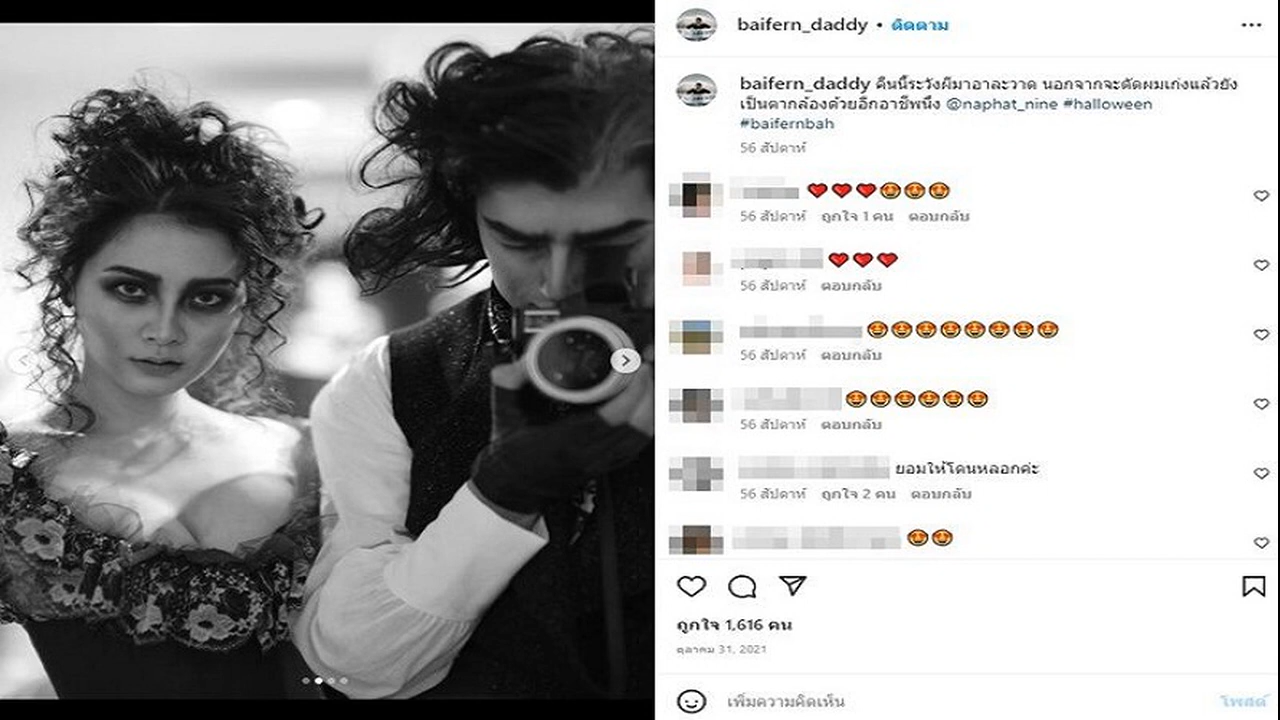 baifern_daddy • ติดตาม
baifern_daddy คืนนี้ระวังผีมาอาละวาด นอกจากจะตัดผมเก่งแล้วยัง
เป็นตากล้องด้วยอีกอาชีพนึง @naphat_nine #halloween
#baifernbah
56 สัปดาห์
56 สัปดาห์ ถูกใจ 1 คน ตอบกลับ
56 สัปดาห์ ตอบกลับ
56 สัปดาห์ ตอบกลับ
56 สัปดาห์ ตอบกลับ
ยอมให้โดนหลอกค่ะ
56 สัปดาห์ ถูกใจ 2 คน ตอบกลับ
ถูกใจ 1,616 คน
ตุลาคม 31, 2021
เพิ่มความคิดเห็น
โพสต์